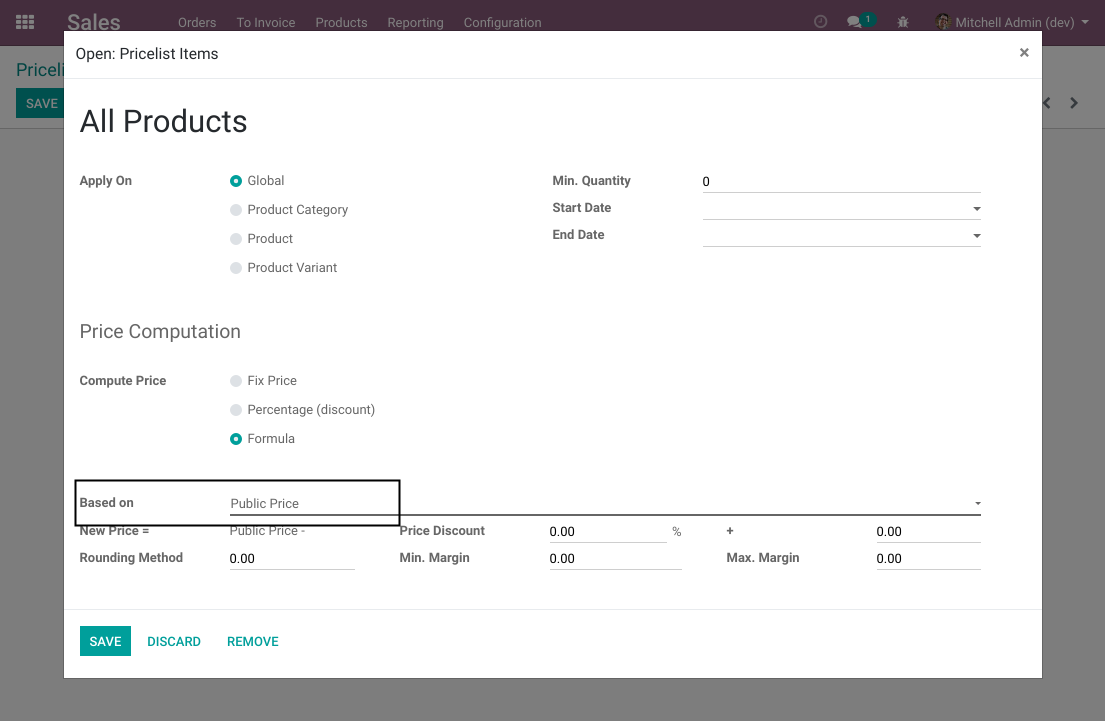 Sales Orders To Invoice Products Reporting Configuration 1 Mitchell Admin (dev)
Open: Pricelist Items ×
Priceli
SAVE
All Products
Apply On Global Min. Quantity 0
Product Category Start Date
Product End Date
Product Variant
Price Computation
Compute Price Fix Price
Percentage (discount)
Formula
Based on Public Price
New Price = Public Price - Price Discount 0.00 % + 0.00
Rounding Method 0.00 Min. Margin 0.00 Max. Margin 0.00
SAVE DISCARD REMOVE